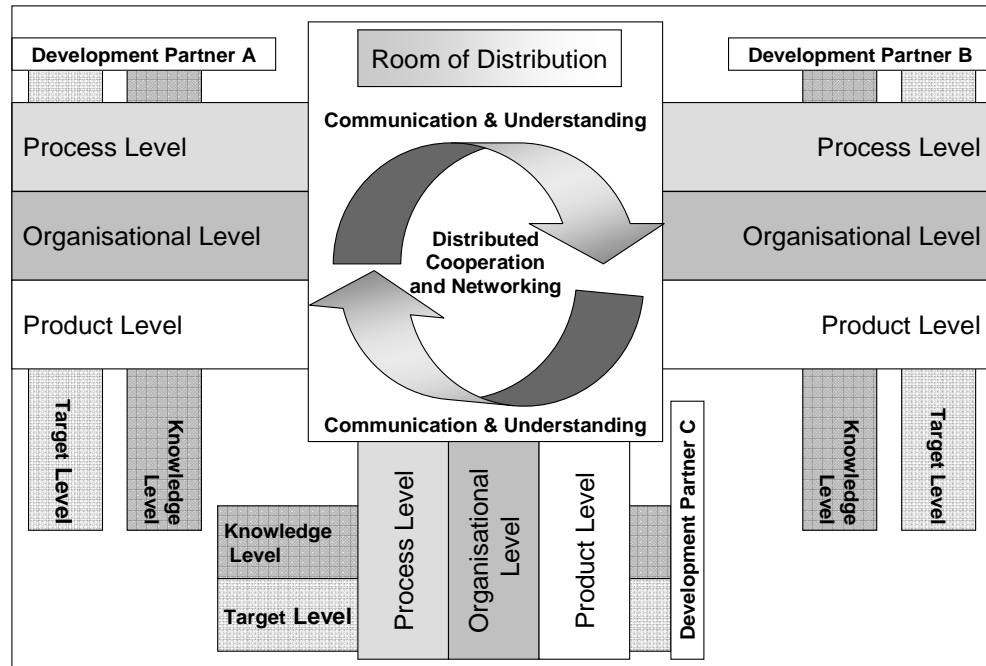 Development Partner A
Room of Distribution
Development Partner B
Communication & Understanding
Process Level
Process Level
Organisational Level
Organisational Level
Distributed
Cooperation
and Networking
Product Level
Product Level
Communication & Understanding
Target Level
Knowledge
Level
Knowledge
Level
Target Level
Knowledge
Level
Target Level
Process Level
Organisational
Level
Product Level
Development Partner C